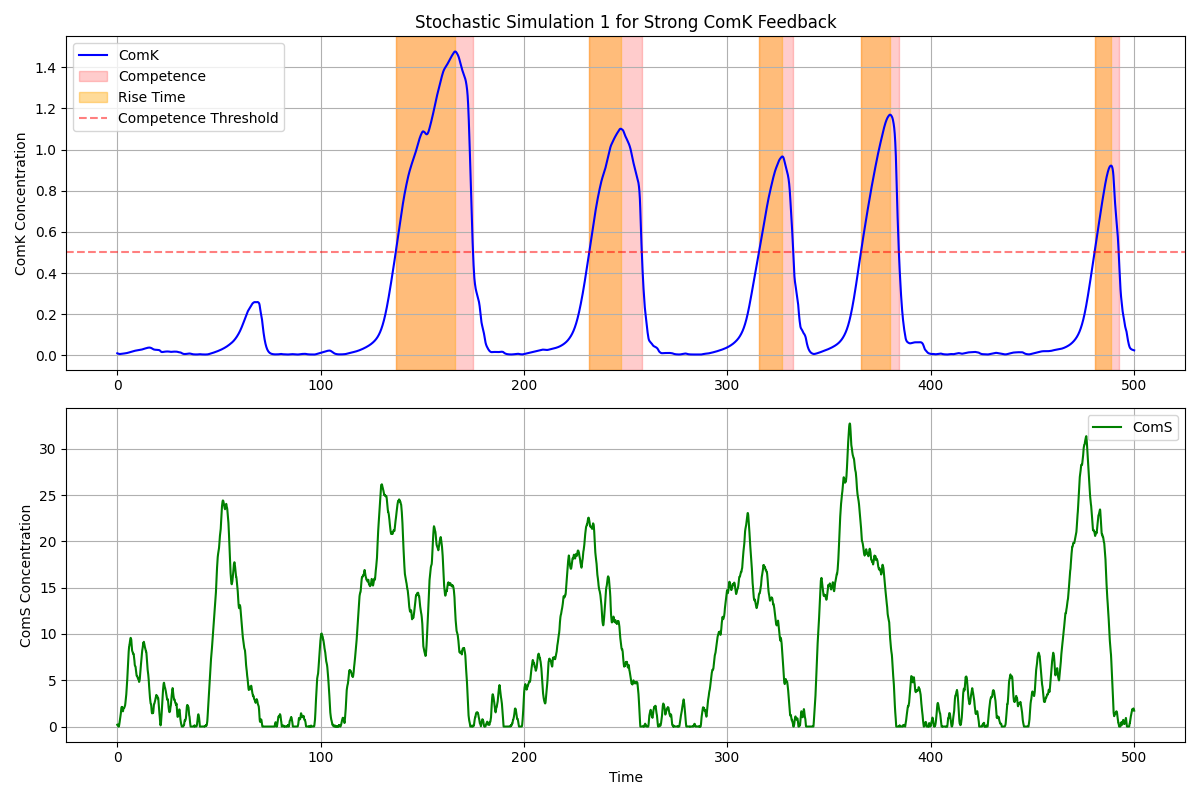 Stochastic Simulation 1 for Strong ComK Feedback
ComK Concentration
1.4
1.2
1.0
0.8
0.6
0.4
0.2
0.0
ComK
Competence
Rise Time
Competence Threshold
0 100 200 300 400 500
ComS Concentration
30
25
20
15
10
5
0
ComS
0 100 200 300 400 500
Time